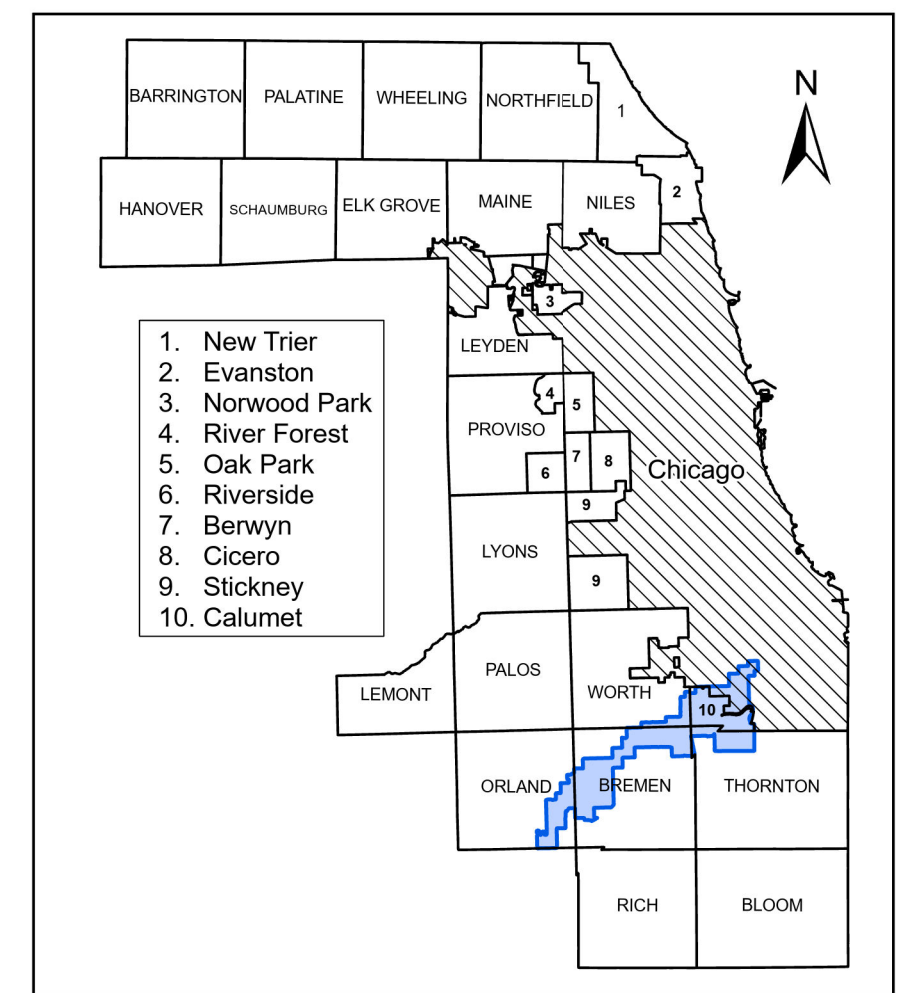 N
BARRINGTON
PALATINE
WHEELING
NORTHFIELD
1
HANOVER
SCHAUMBURG
ELK GROVE
MAINE
NILES
2
3
LEYDEN
1. New Trier
2. Evanston
3. Norwood Park
4. River Forest
5. Oak Park
6. Riverside
7. Berwyn
8. Cicero
9. Stickney
10. Calumet
4
5
PROVISO
6
7
8
Chicago
9
LYONS
9
PALOS
LEMONT
WORTH
10
ORLAND
BREMEN
THORNTON
RICH
BLOOM